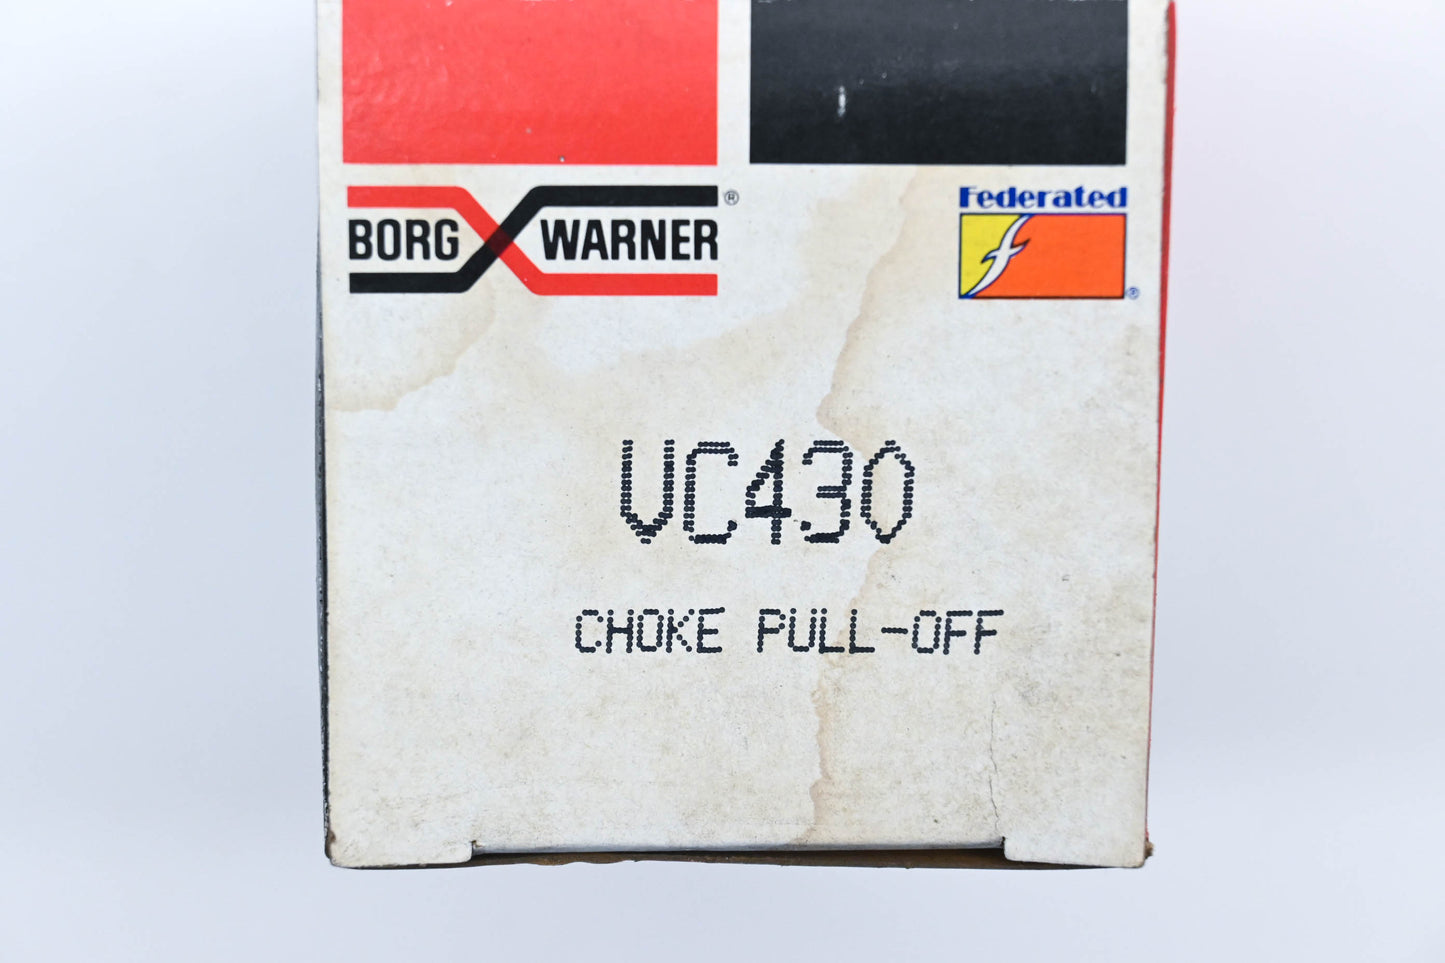 BORG WARNER ®
Federated
f ®
VC430
CHOKE PULL-OFF